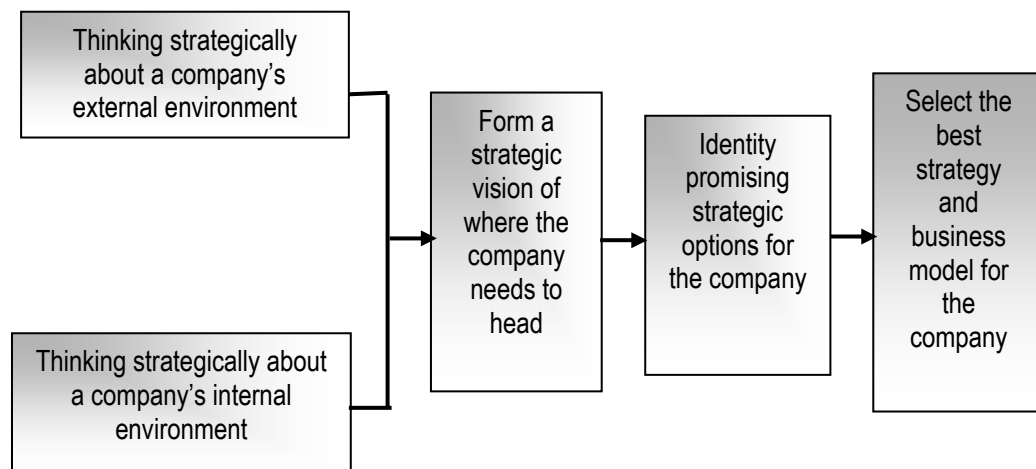 Thinking strategically
about a company’s
external environment
Thinking strategically about
a company’s internal
environment
Form a
strategic
vision of
where the
company
needs to
head
Identity
promising
strategic
options for
the company
Select the
best
strategy
and
business
model for
the
company